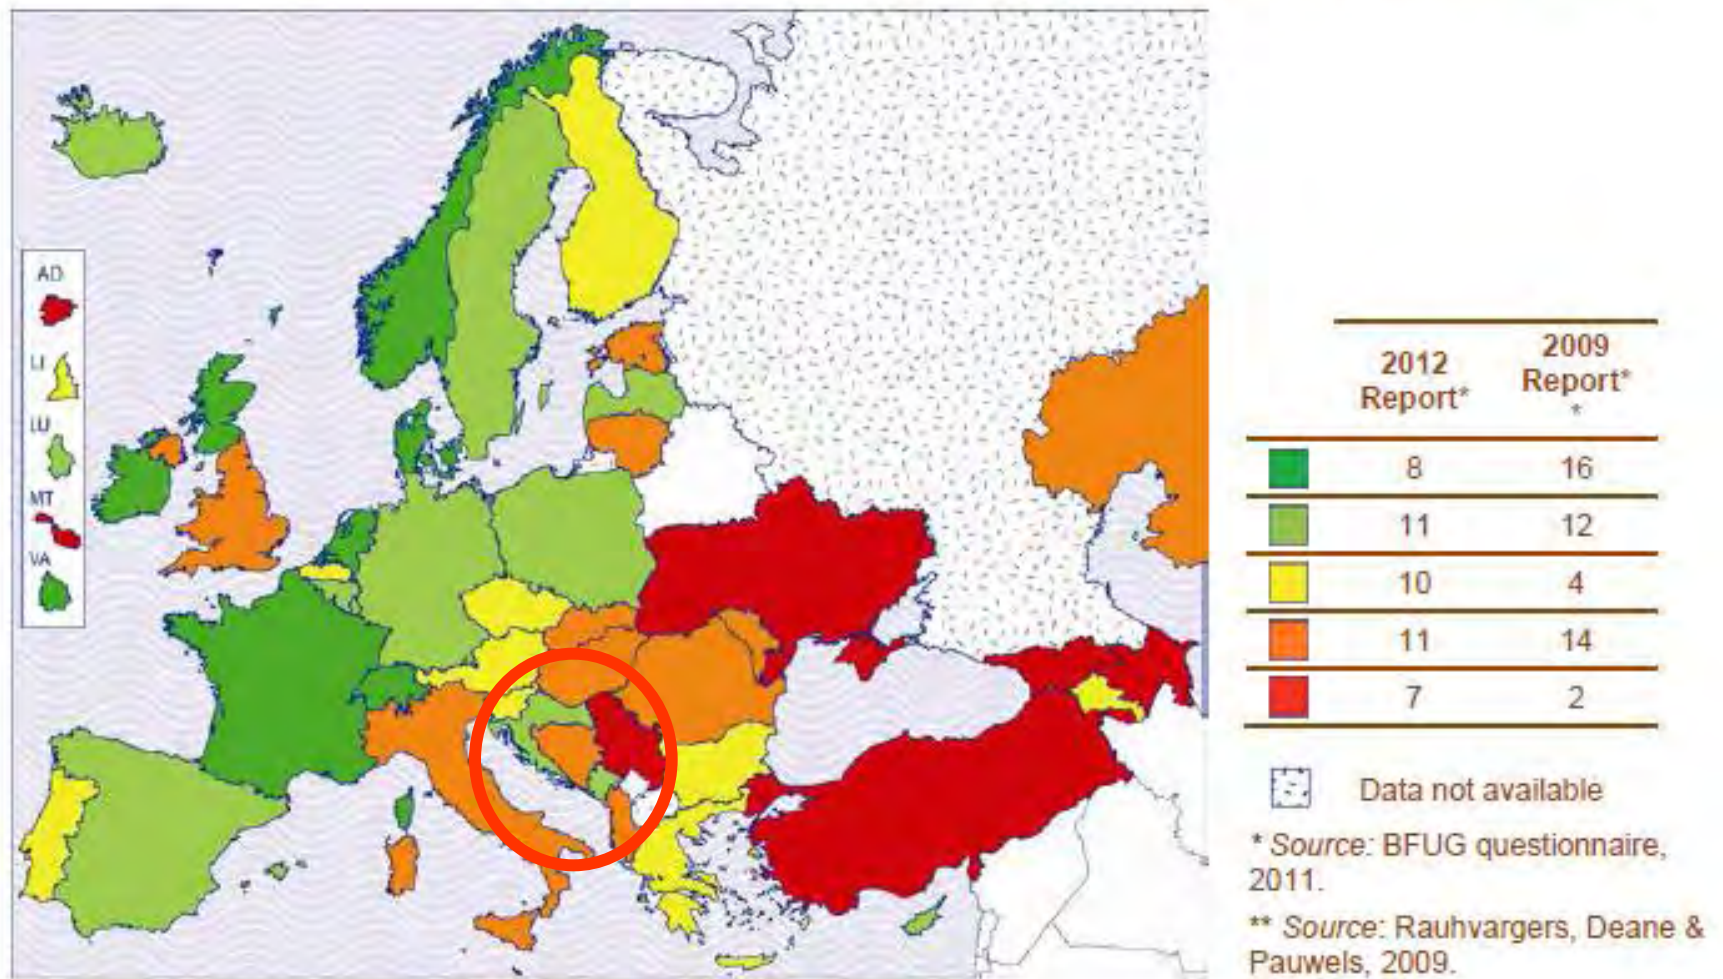 AD
LI
LU
MT
VA
2012 Report*
2009 Report*
*
8 16
11 12
10 4
11 14
7 2
Data not available
* Source: BFUG questionnaire,
2011.
** Source: Rauhvargers, Deane &
Pauwels, 2009.